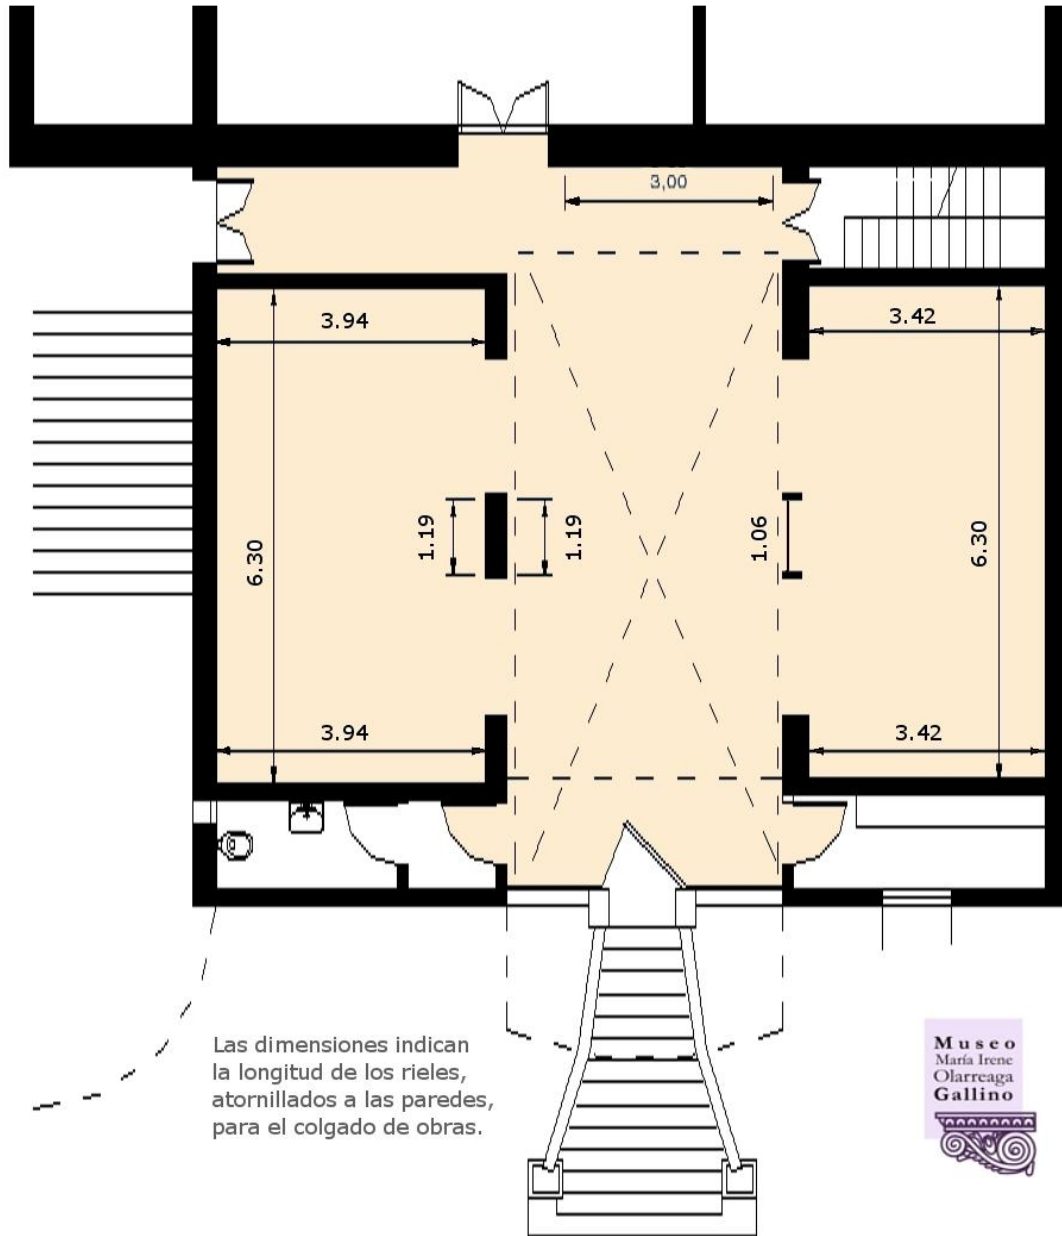 3,00
3.94
3.42
1.19
1.19
1.06
6.30
6.30
3.94
3.42
Las dimensiones indican
la longitud de los rieles,
atornillados a las paredes,
para el colgado de obras.
Museo
María Irene
Olarreaga
Gallino